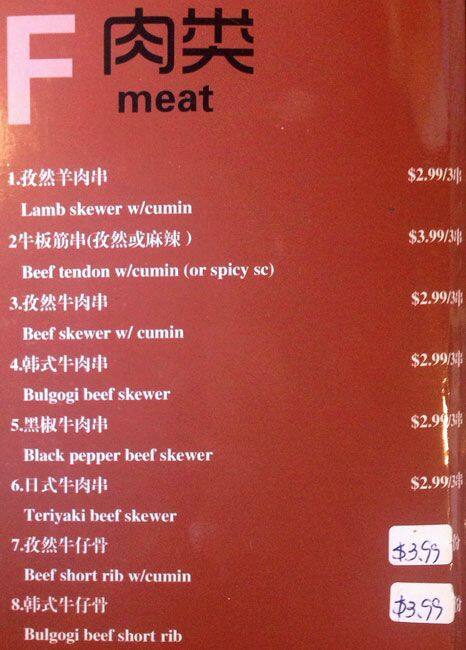 F 肉类
meat
1.孜然羊肉串 $2.99/3串
Lamb skewer w/cumin
2牛板筋串(孜然或麻辣) $3.99/3串
Beef tendon w/cumin (or spicy sc)
3.孜然牛肉串 $2.99/3串
Beef skewer w/ cumin
4.韩式牛肉串 $2.99/3串
Bulgogi beef skewer
5.黑椒牛肉串 $2.99/3串
Black pepper beef skewer
6.日式牛肉串 $2.99/3串
Teriyaki beef skewer
7.孜然牛仔骨 $3.99
Beef short rib w/cumin
8.韩式牛仔骨 $3.99
Bulgogi beef short rib